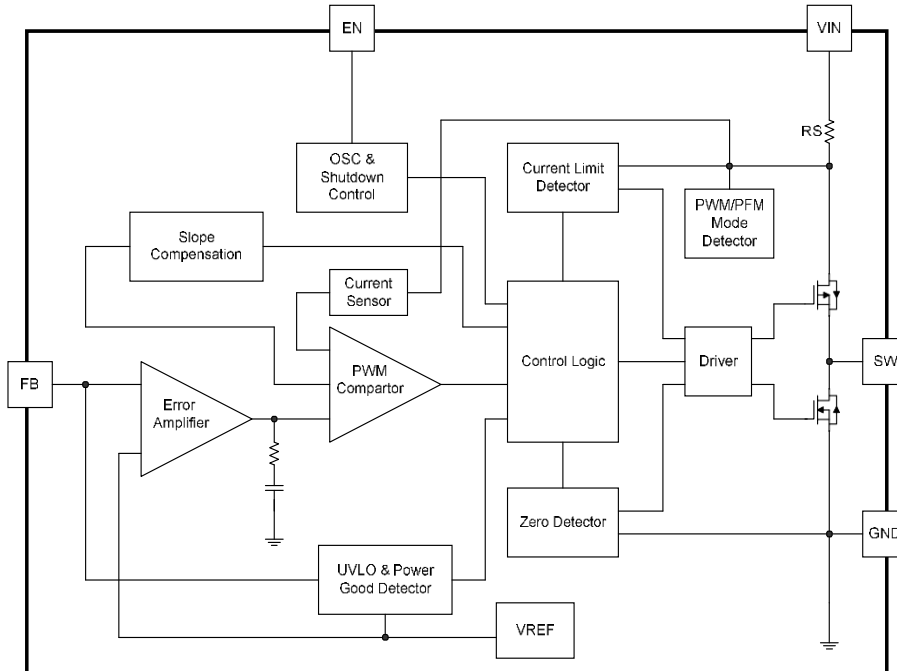 EN
VIN
RS
OSC &
Shutdown
Control
Current Limit
Detector
PWM/PFM
Mode
Detector
Slope
Compensation
Current
Sensor
PWM
Compartor
Control Logic
Driver
SW
FB
Error
Amplifier
Zero Detector
GND
UVLO & Power
Good Detector
VREF